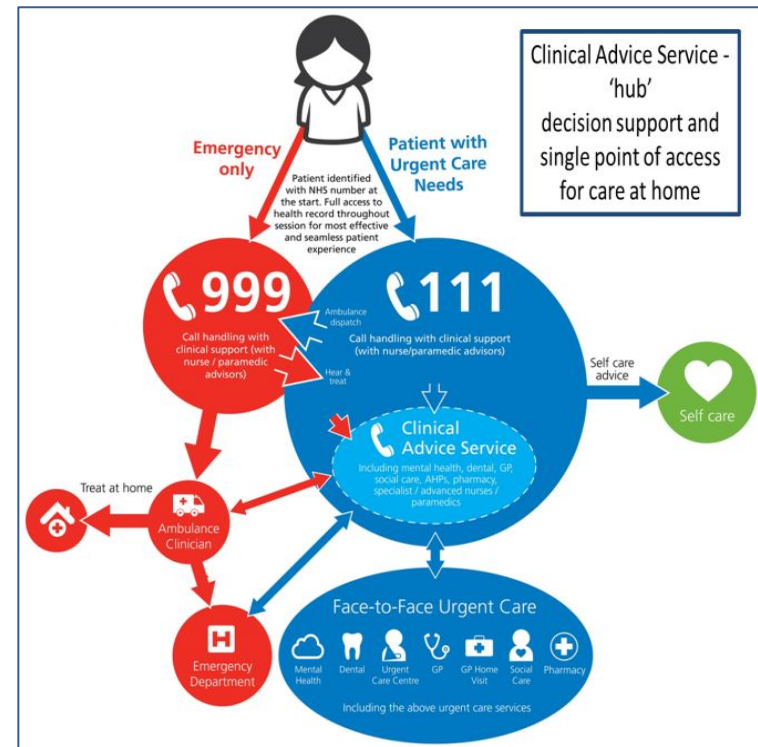 Clinical Advice Service -
‘hub’
decision support and
single point of access
for care at home
Emergency
only
Patient with
Urgent Care
Needs
Patient identified
with NHS number at
the start. Full access to
health record throughout
session for most effective
and seamless patient
experience
999
Call handling with
clinical support (with
nurse / paramedic
advisors)
Ambulance
dispatch
Hear &
treat
111
Call handling with clinical support
(with nurse/paramedic advisors)
Self care
advice
Self care
Clinical
Advice Service
Including mental health, dental, GP,
social care, AHPs, pharmacy,
specialist / advanced nurses /
paramedics
Treat at home
Ambulance
Clinician
H
Emergency
Department
Face-to-Face Urgent Care
Mental
Health
Dental
Urgent
Care Centre
GP
GP Home
Visit
Social
Care
Pharmacy
Including the above urgent care services